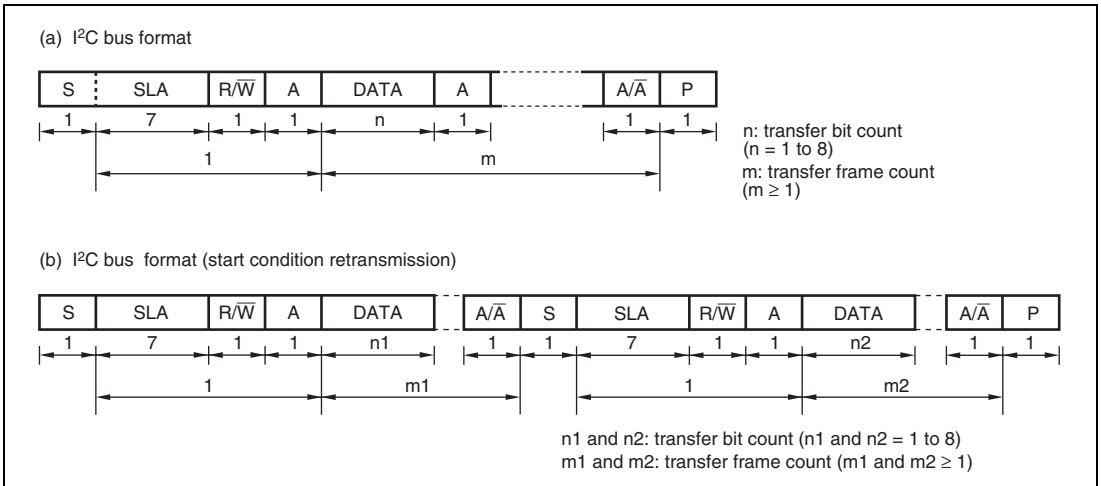 (a) I²C bus format
S SLA R/W̅ A DATA A A/A̅ P
1 7 1 1 n 1 1 1
1 m
n: transfer bit count
(n = 1 to 8)
m: transfer frame count
(m ≥ 1)
(b) I²C bus format (start condition retransmission)
S SLA R/W̅ A DATA A/A̅ S SLA R/W̅ A DATA A/A̅ P
1 7 1 1 n1 1 1 7 1 1 n2 1 1
1 m1 1 m2
n1 and n2: transfer bit count (n1 and n2 = 1 to 8)
m1 and m2: transfer frame count (m1 and m2 ≥ 1)